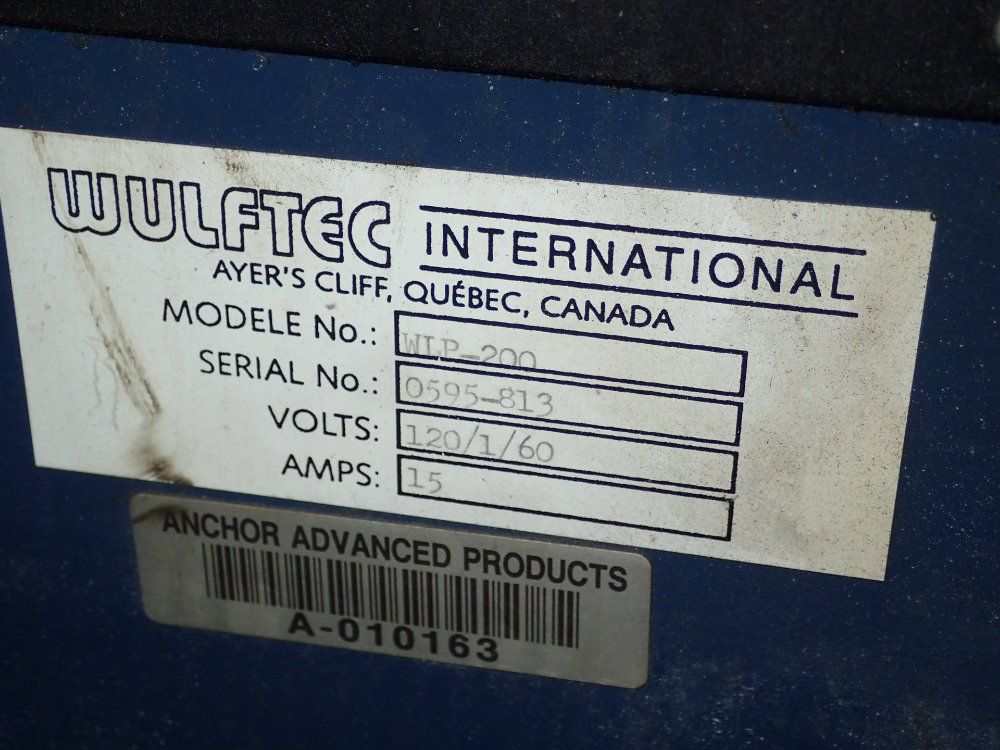 WULFTEC INTERNATIONAL
AYER'S CLIFF, QUÉBEC, CANADA
MODELE No.: WLP-200
SERIAL No.: 0595-813
VOLTS: 120/1/60
AMPS: 15
ANCHOR ADVANCED PRODUCTS
A-010163